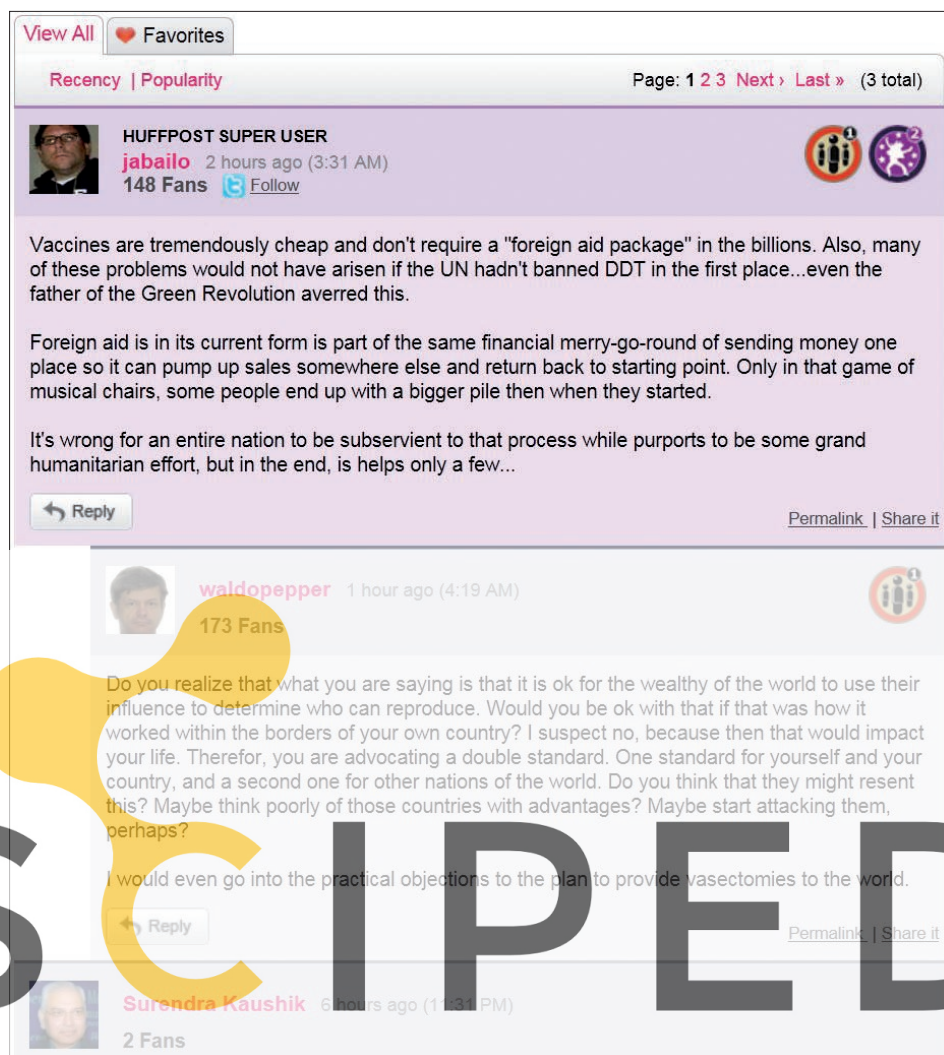 View All Favorites
Recency | Popularity Page: 1 2 3 Next › Last » (3 total)
HUFFPOST SUPER USER
jabailo 2 hours ago (3:31 AM)
148 Fans Follow
1 2
Vaccines are tremendously cheap and don't require a "foreign aid package" in the billions. Also, many
of these problems would not have arisen if the UN hadn't banned DDT in the first place...even the
father of the Green Revolution averred this.
Foreign aid is in its current form is part of the same financial merry-go-round of sending money one
place so it can pump up sales somewhere else and return back to starting point. Only in that game of
musical chairs, some people end up with a bigger pile then when they started.
It's wrong for an entire nation to be subservient to that process while purports to be some grand
humanitarian effort, but in the end, is helps only a few...
Reply Permalink | Share it
waldopepper 1 hour ago (4:19 AM)
173 Fans
1
Do you realize that what you are saying is that it is ok for the wealthy of the world to use their
influence to determine who can reproduce. Would you be ok with that if that was how it
worked within the borders of your own country? I suspect no, because then that would impact
your life. Therefor, you are advocating a double standard. One standard for yourself and your
country, and a second one for other nations of the world. Do you think that they might resent
this? Maybe think poorly of those countries with advantages? Maybe start attacking them,
perhaps?
I would even go into the practical objections to the plan to provide vasectomies to the world.
Reply Permalink | Share it
SCIPED
Surendra Kaushik 6 hours ago (11:31 PM)
2 Fans